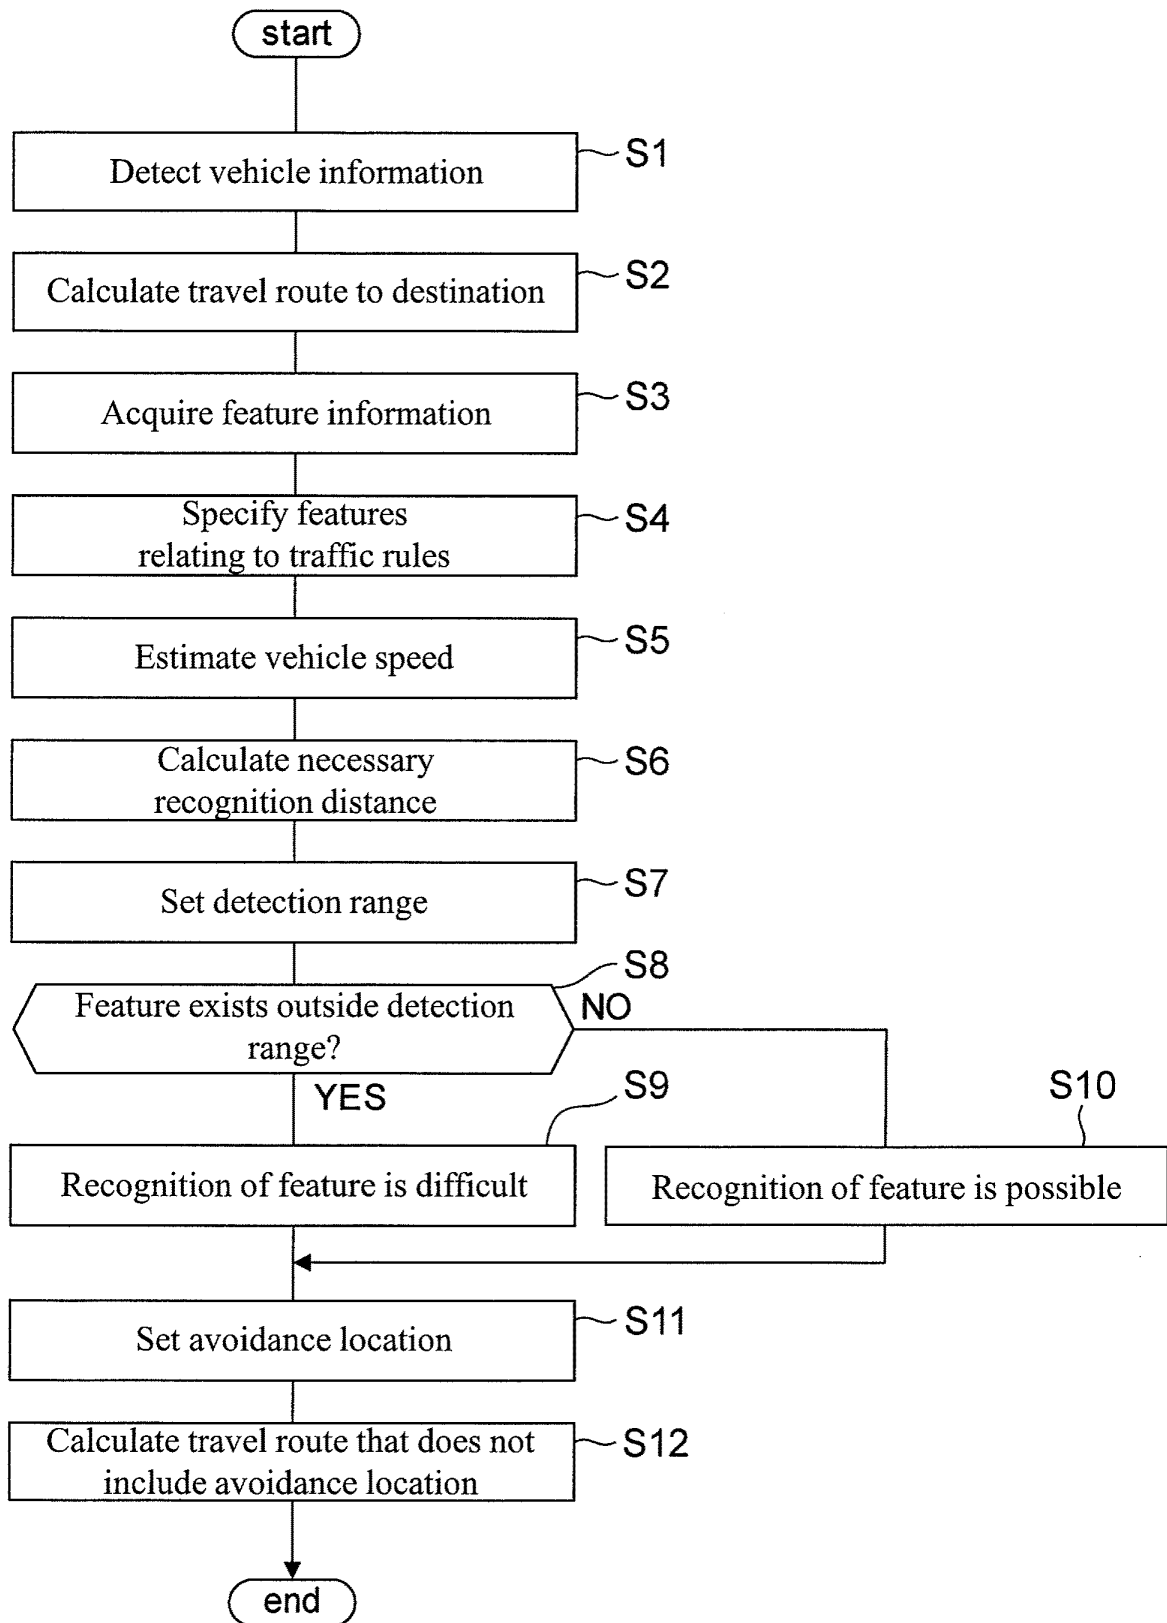 start
S1
Detect vehicle information
S2
Calculate travel route to destination
S3
Acquire feature information
S4
Specify features
relating to traffic rules
S5
Estimate vehicle speed
S6
Calculate necessary
recognition distance
S7
Set detection range
S8
Feature exists outside detection
range?
NO
YES
S9
S10
Recognition of feature is difficult
Recognition of feature is possible
S11
Set avoidance location
S12
Calculate travel route that does not
include avoidance location
end